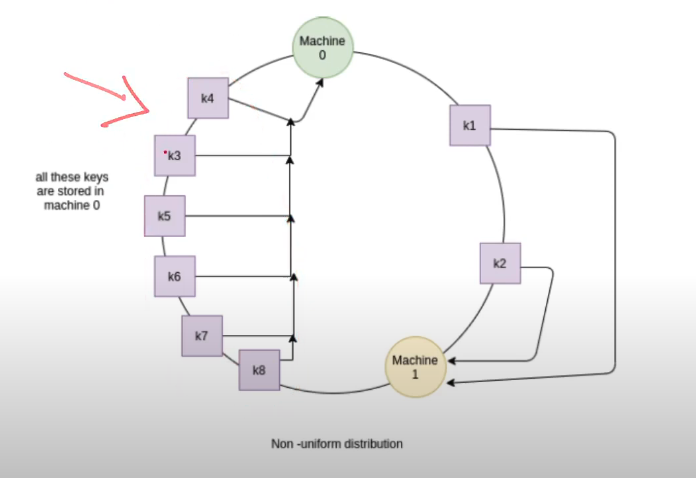 Machine
0
k4
k1
k3
all these keys
are stored in
machine 0
k5
k2
k6
k7
k8
Machine
1
Non -uniform distribution